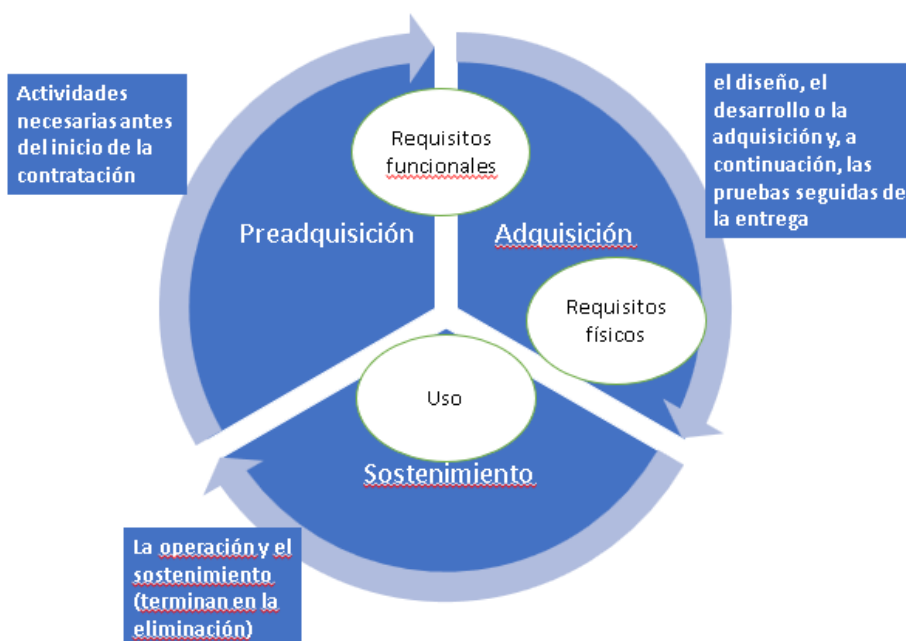 Actividades
necesarias antes
del inicio de la
contratación
Requisitos
funcionales
Preadquisición
Adquisición
el diseño, el
desarrollo o la
adquisición y, a
continuación, las
pruebas seguidas de
la entrega
Requisitos
físicos
Uso
Sostenimiento
La operación y el
sostenimiento
(terminan en la
eliminación)